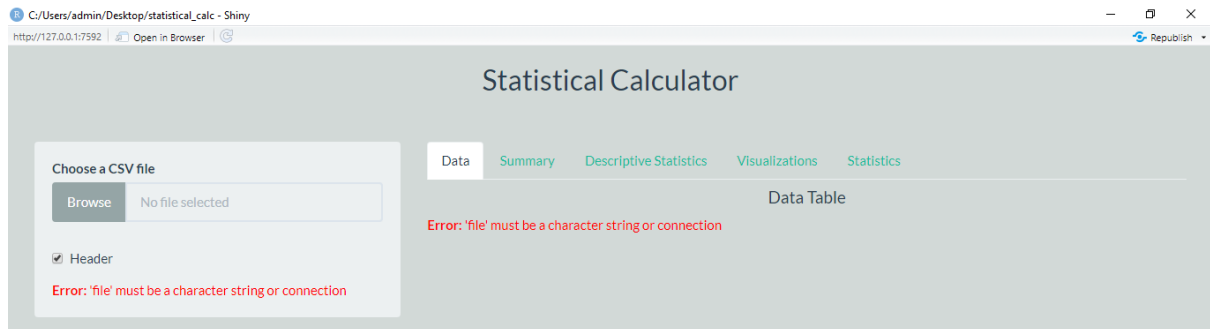 R C:/Users/admin/Desktop/statistical_calc - Shiny
http://127.0.0.1:7592 Open in Browser Republish
Statistical Calculator
Choose a CSV file
Browse No file selected
Header
Error: 'file' must be a character string or connection
Data Summary Descriptive Statistics Visualizations Statistics
Data Table
Error: 'file' must be a character string or connection